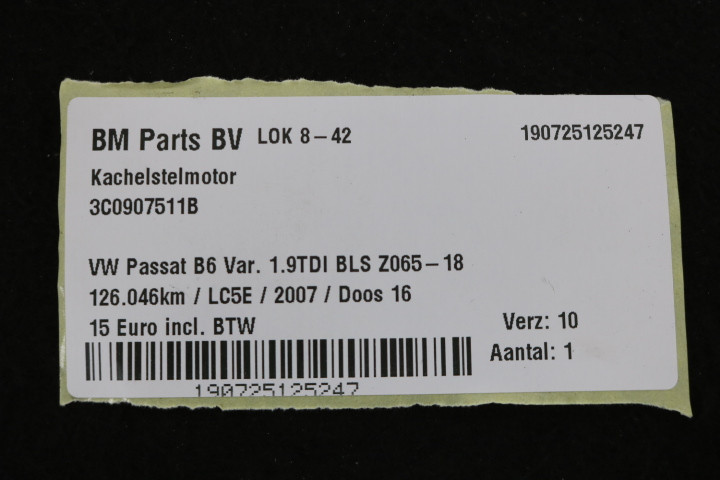 BM Parts BV LOK 8-42 190725125247
Kachelstelmotor
3C0907511B
VW Passat B6 Var. 1.9TDI BLS Z065-18
126.046km / LC5E / 2007 / Doos 16
15 Euro incl. BTW Verz: 10
Aantal: 1
190725125247